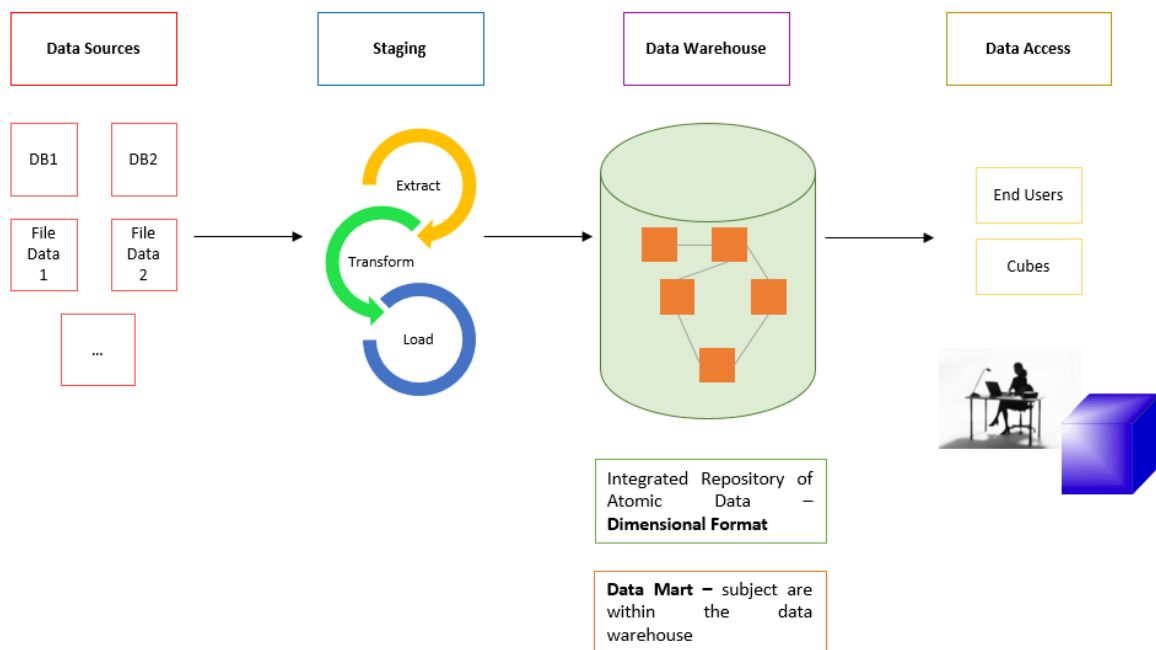 Data Sources
Staging
Data Warehouse
Data Access
DB1
DB2
File
Data
1
File
Data
2
...
Extract
Transform
Load
End Users
Cubes
Integrated Repository of
Atomic Data –
Dimensional Format
Data Mart – subject are
within the data
warehouse